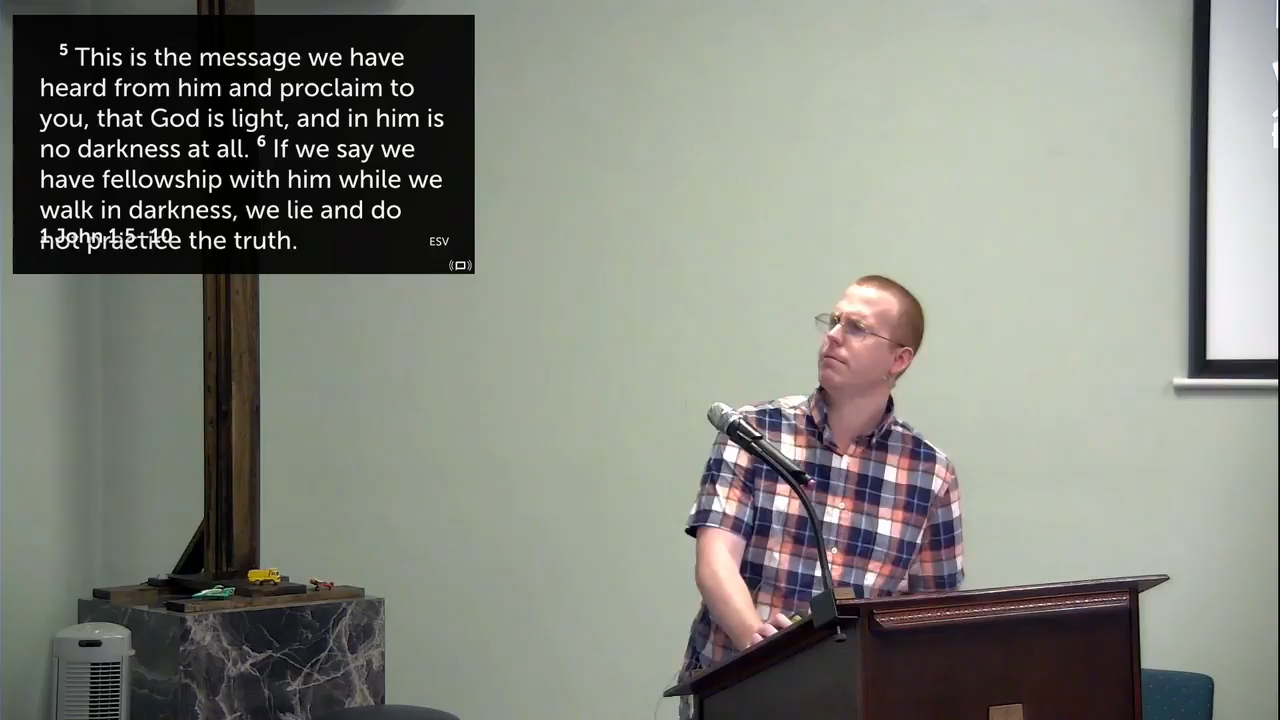 ⁵ This is the message we have
heard from him and proclaim to
you, that God is light, and in him is
no darkness at all. ⁶ If we say we
have fellowship with him while we
walk in darkness, we lie and do
not practice the truth.
1 John 1:5–10
ESV